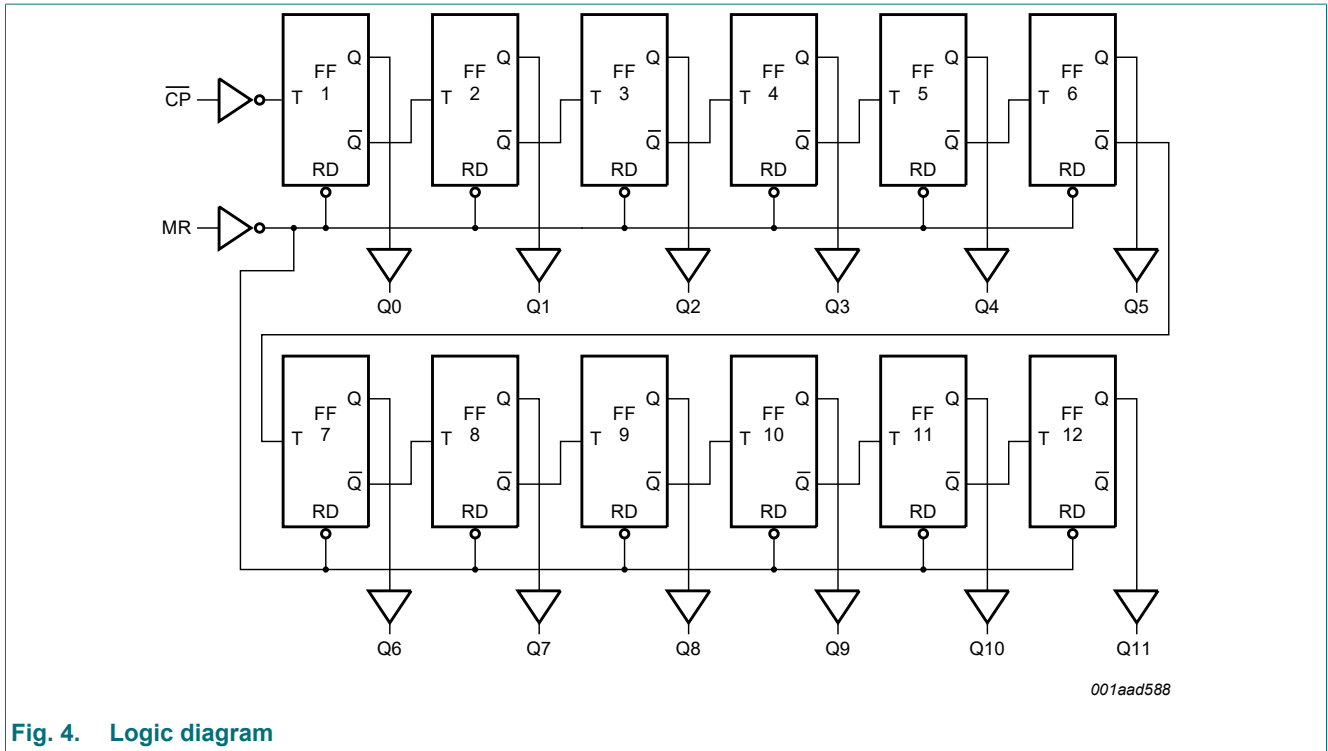 Q Q Q Q Q Q
FF FF FF FF FF FF
C̅P̅ T 1 T 2 T 3 T 4 T 5 T 6
Q̅ Q̅ Q̅ Q̅ Q̅ Q̅
RD RD RD RD RD RD
MR
Q0 Q1 Q2 Q3 Q4 Q5
Q Q Q Q Q Q
FF FF FF FF FF FF
T 7 T 8 T 9 T 10 T 11 T 12
Q̅ Q̅ Q̅ Q̅ Q̅
RD RD RD RD RD RD
Q6 Q7 Q8 Q9 Q10 Q11
001aad588
Fig. 4. Logic diagram